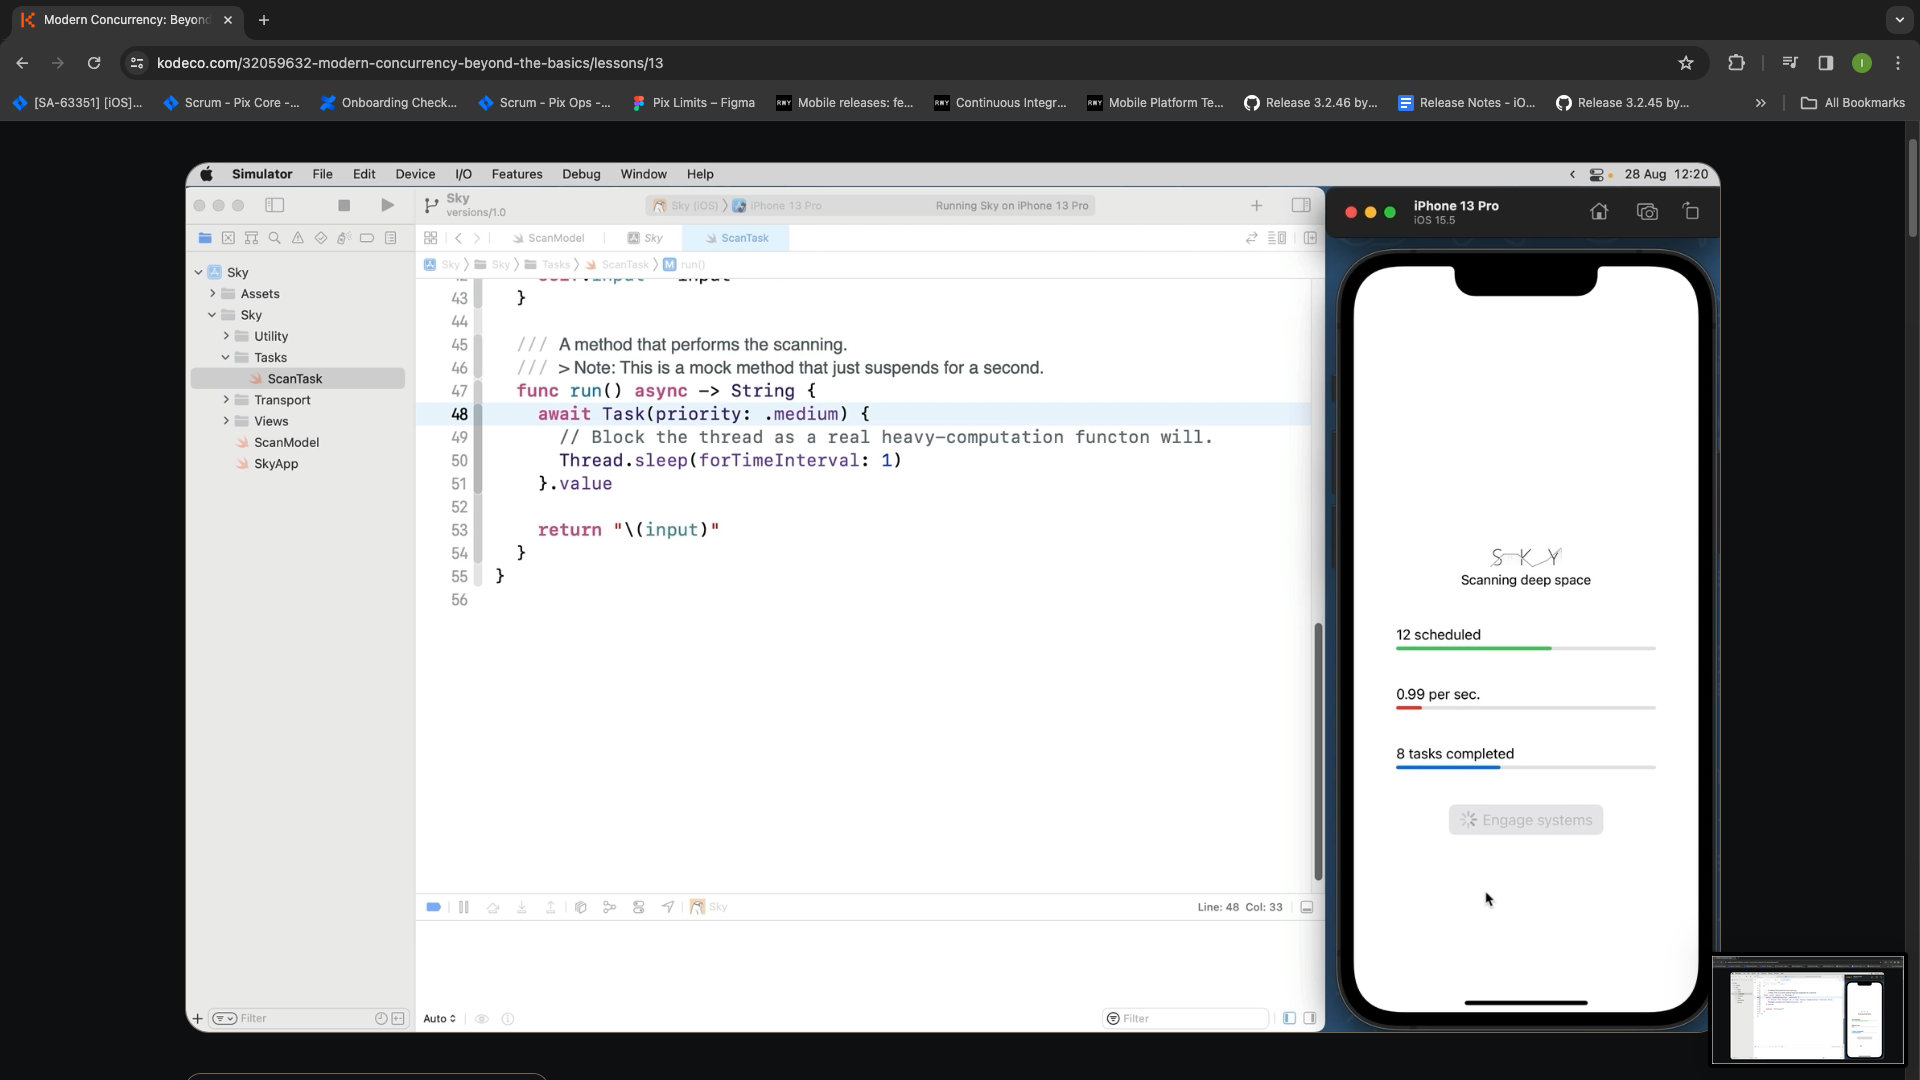 Modern Concurrency: Beyond
kodeco.com/32059632-modern-concurrency-beyond-the-basics/lessons/13
[SA-63351] [iOS]... Scrum - Pix Core -... Onboarding Check... Scrum - Pix Ops -... Pix Limits – Figma Mobile releases: fe... Continuous Integr... Mobile Platform Te... Release 3.2.46 by... Release Notes - iO... Release 3.2.45 by... » All Bookmarks
Simulator File Edit Device I/O Features Debug Window Help 28 Aug 12:20
Sky
versions/1.0
Sky (iOS) iPhone 13 Pro Running Sky on iPhone 13 Pro
iPhone 13 Pro
iOS 15.5
ScanModel Sky ScanTask
Sky Sky Tasks ScanTask M run()
Sky
Assets
Sky
Utility
Tasks
ScanTask
Transport
Views
ScanModel
SkyApp
43 }
44
45 /// A method that performs the scanning.
46 /// > Note: This is a mock method that just suspends for a second.
47 func run() async -> String {
48 await Task(priority: .medium) {
49 // Block the thread as a real heavy-computation functon will.
50 Thread.sleep(forTimeInterval: 1)
51 }.value
52
53 return "\(input)"
54 }
55 }
56
S K Y
Scanning deep space
12 scheduled
0.99 per sec.
8 tasks completed
Engage systems
Sky
Line: 48 Col: 33
Filter
Auto
Filter